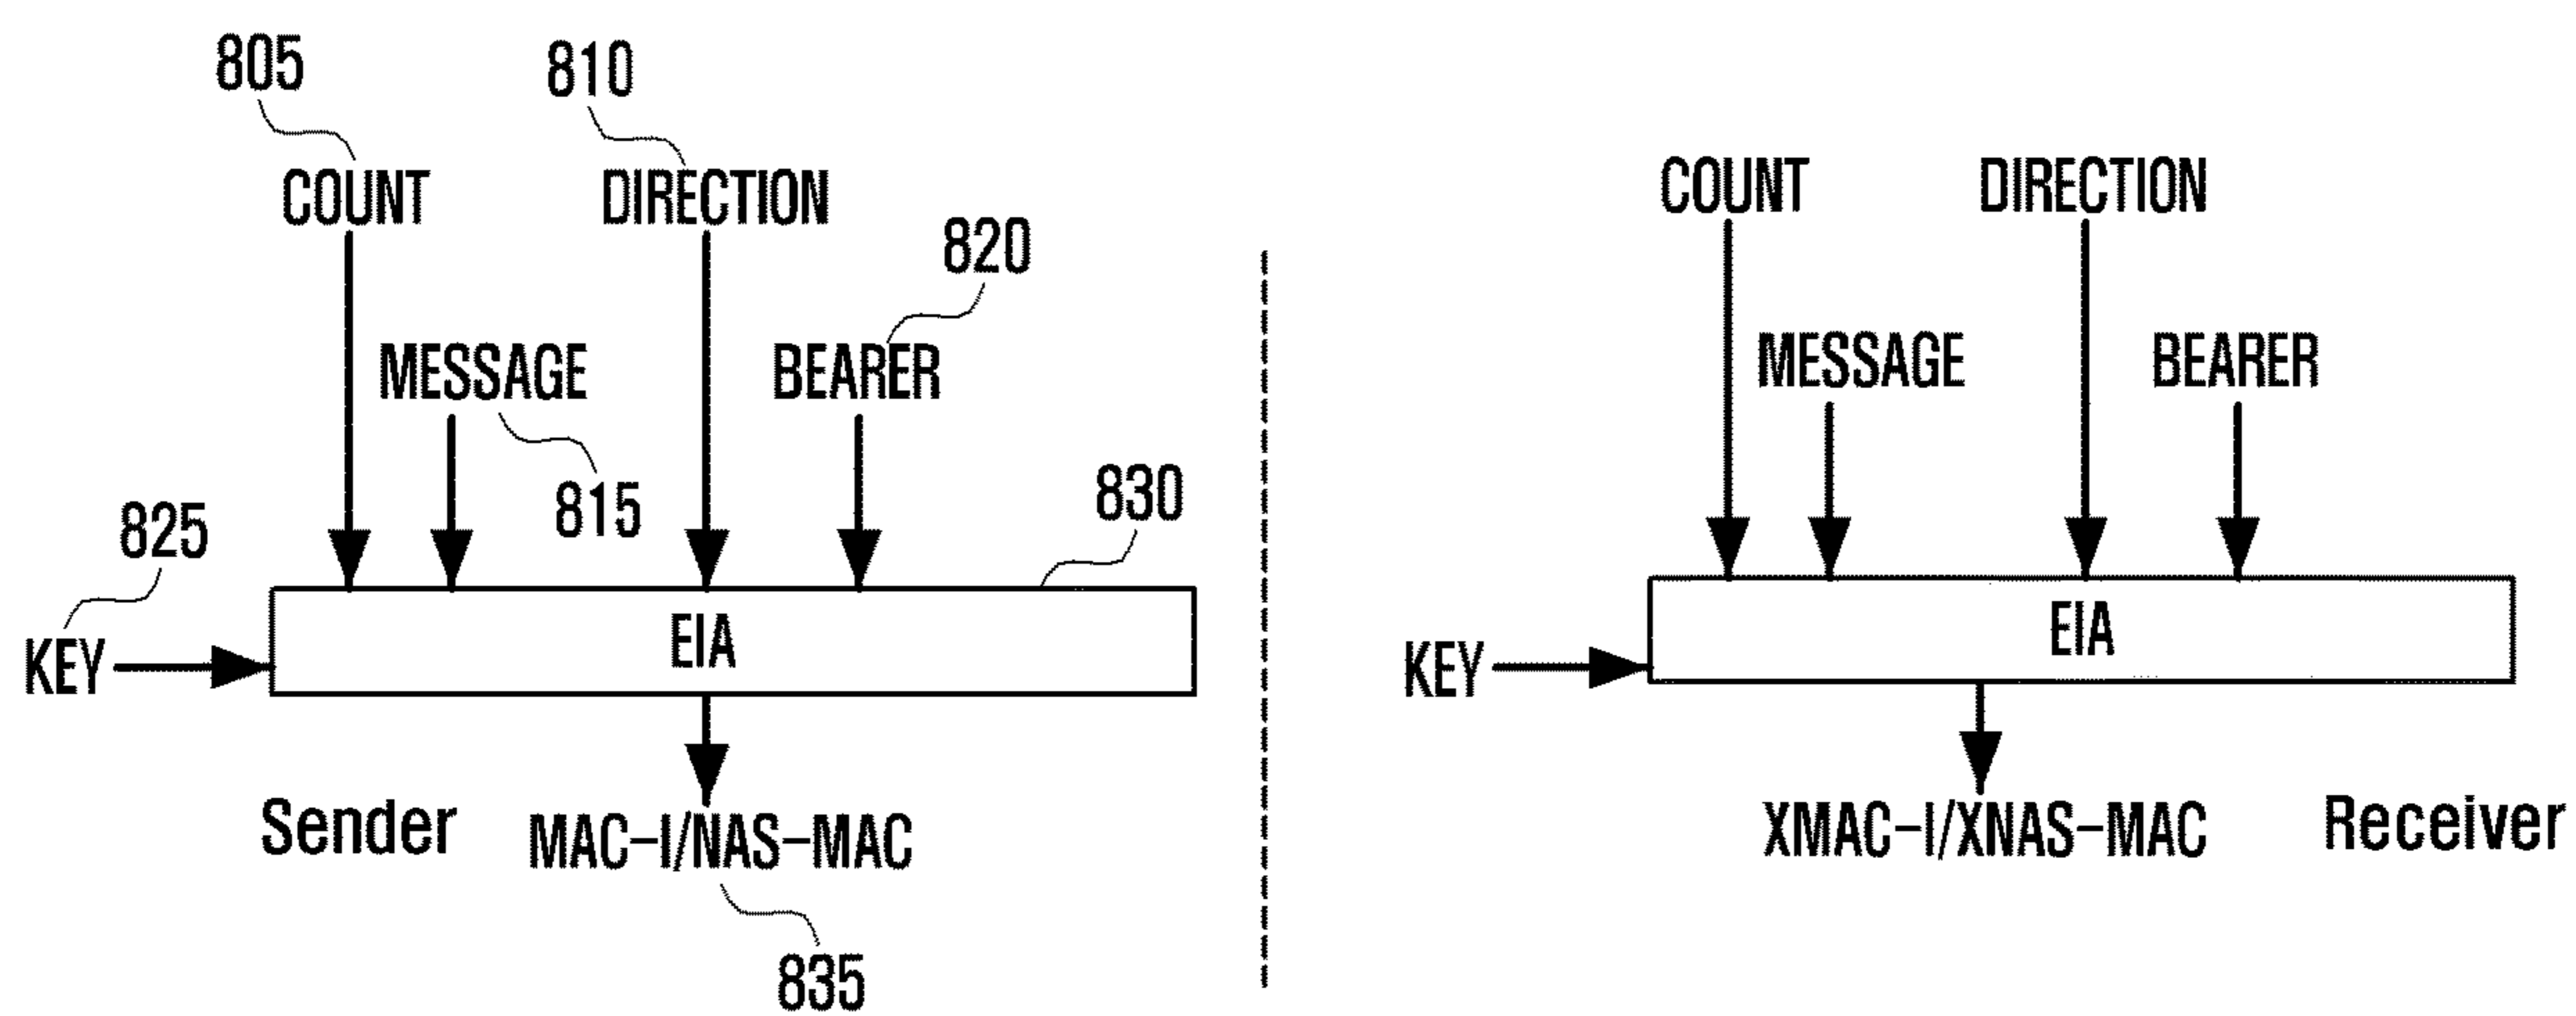 805
810
COUNT
DIRECTION
820
MESSAGE
BEARER
815
830
825
KEY
EIA
Sender
MAC-I/NAS-MAC
835
COUNT
DIRECTION
MESSAGE
BEARER
KEY
EIA
XMAC-I/XNAS-MAC
Receiver